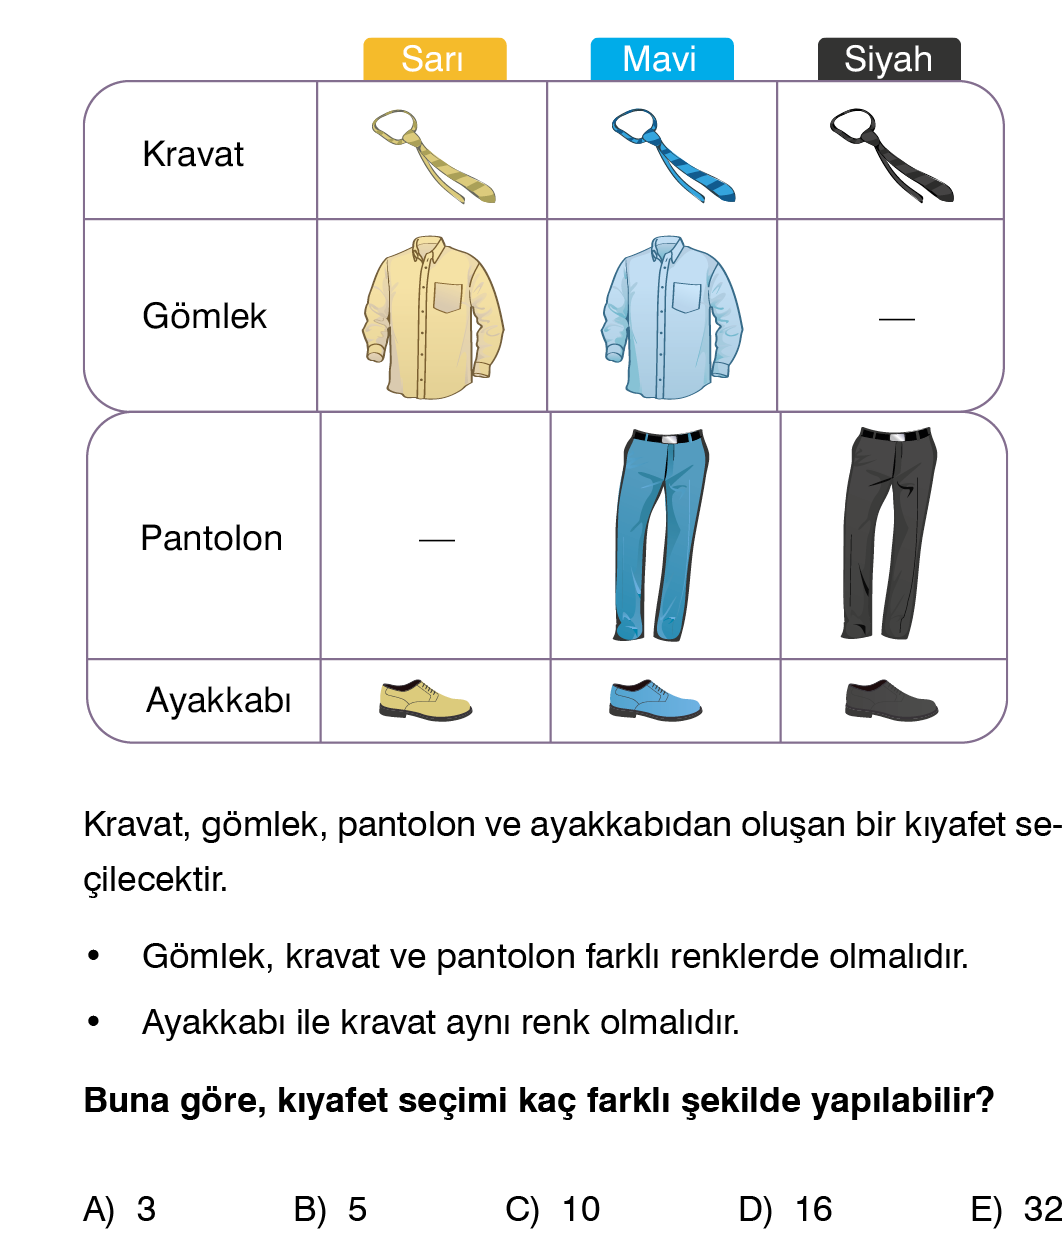 Sarı Mavi Siyah
Kravat
Gömlek —
Pantolon —
Ayakkabı
Kravat, gömlek, pantolon ve ayakkabıdan oluşan bir kıyafet se-
çilecektir.
• Gömlek, kravat ve pantolon farklı renklerde olmalıdır.
• Ayakkabı ile kravat aynı renk olmalıdır.
Buna göre, kıyafet seçimi kaç farklı şekilde yapılabilir?
A) 3 B) 5 C) 10 D) 16 E) 32